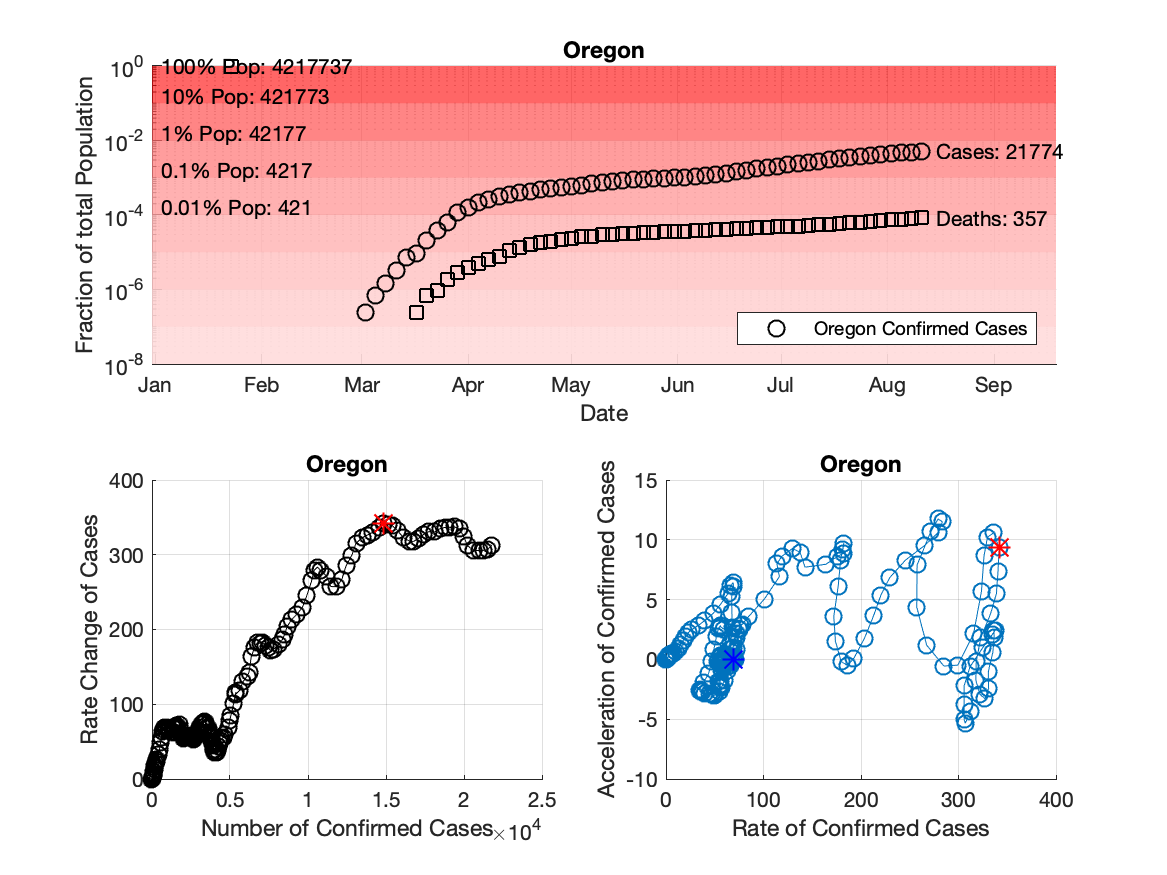 Oregon
10^0
10^-2
10^-4
10^-6
10^-8
Fraction of total Population
100% Pop: 4217737
10% Pop: 421773
1% Pop: 42177
0.1% Pop: 4217
0.01% Pop: 421
Cases: 21774
Deaths: 357
Oregon Confirmed Cases
Jan Feb Mar Apr May Jun Jul Aug Sep
Date
Oregon
400
300
200
100
0
Rate Change of Cases
0 0.5 1 1.5 2 2.5
Number of Confirmed Cases ×10^4
Oregon
15
10
5
0
-5
-10
Acceleration of Confirmed Cases
0 100 200 300 400
Rate of Confirmed Cases